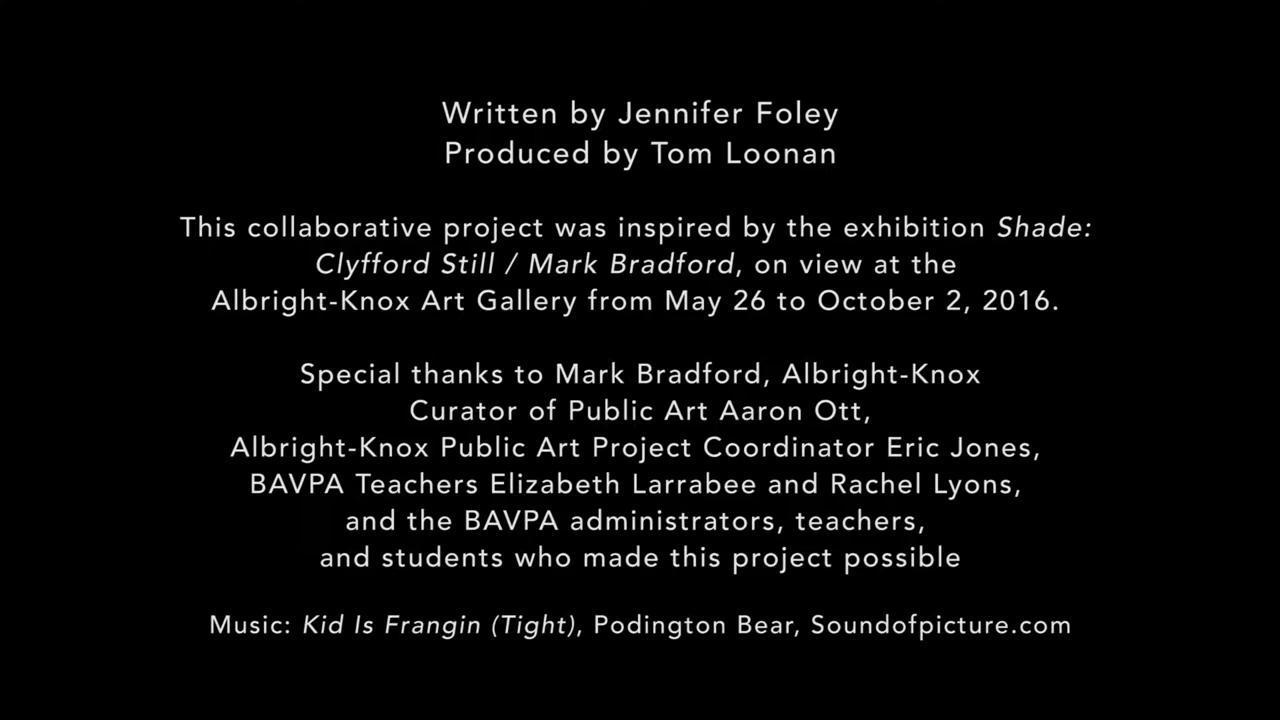 Written by Jennifer Foley
Produced by Tom Loonan
This collaborative project was inspired by the exhibition Shade:
Clyfford Still / Mark Bradford, on view at the
Albright-Knox Art Gallery from May 26 to October 2, 2016.
Special thanks to Mark Bradford, Albright-Knox
Curator of Public Art Aaron Ott,
Albright-Knox Public Art Project Coordinator Eric Jones,
BAVPA Teachers Elizabeth Larrabee and Rachel Lyons,
and the BAVPA administrators, teachers,
and students who made this project possible
Music: Kid Is Frangin (Tight), Podington Bear, Soundofpicture.com